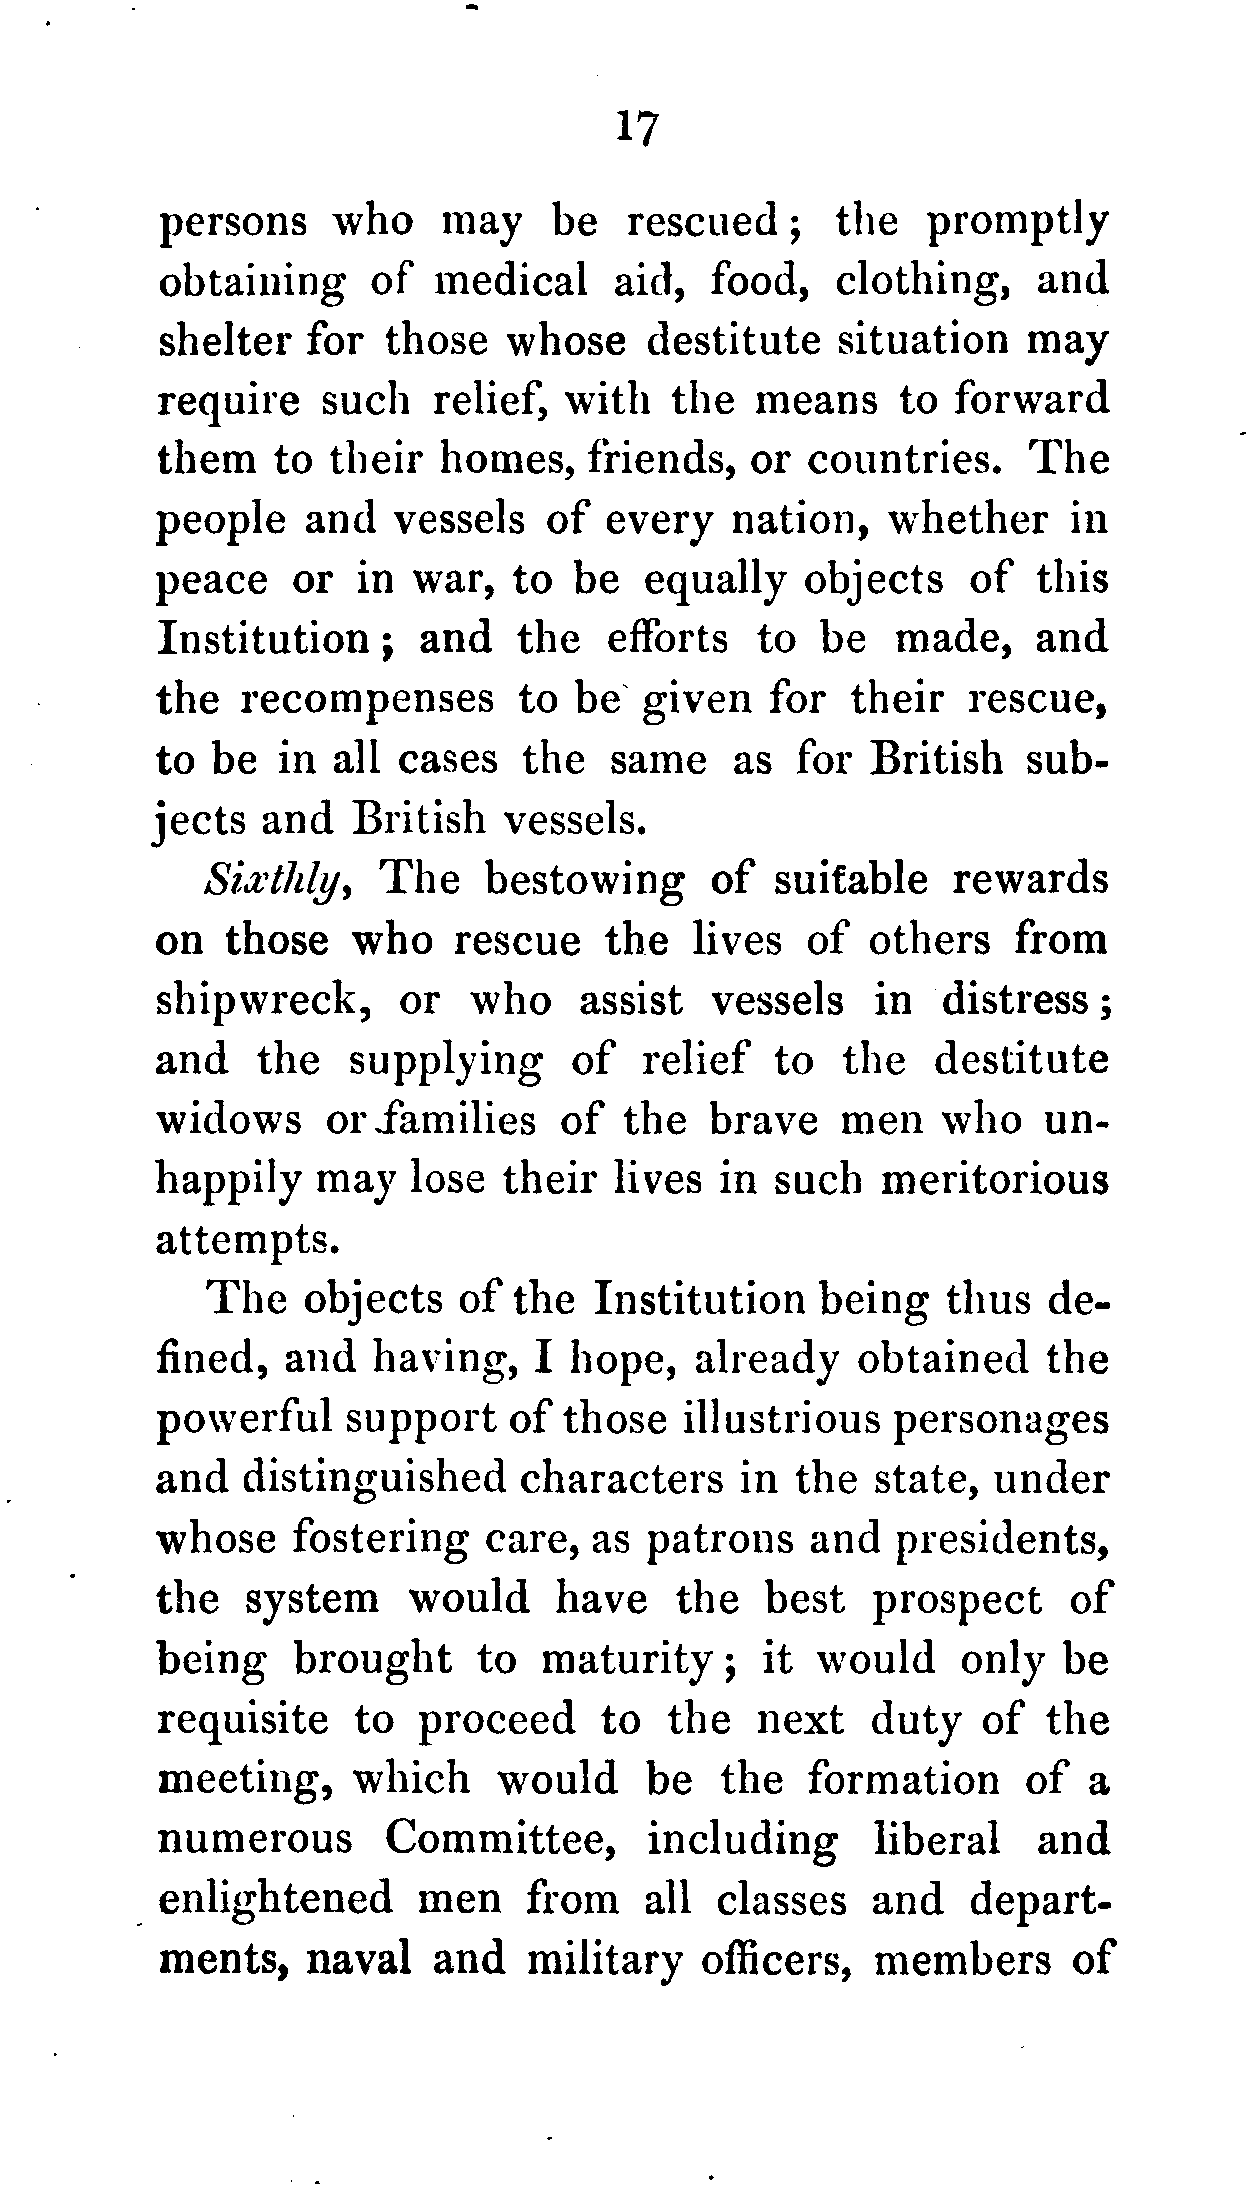 17
persons who may be rescued; the promptly
obtaining of medical aid, food, clothing, and
shelter for those whose destitute situation may
require such relief, with the means to forward
them to their homes, friends, or countries. The
people and vessels of every nation, whether in
peace or in war, to be equally objects of this
Institution; and the efforts to be made, and
the recompenses to be given for their rescue,
to be in all cases the same as for British sub-
jects and British vessels.
Sixthly, The bestowing of suitable rewards
on those who rescue the lives of others from
shipwreck, or who assist vessels in distress;
and the supplying of relief to the destitute
widows or families of the brave men who un-
happily may lose their lives in such meritorious
attempts.
The objects of the Institution being thus de-
fined, and having, I hope, already obtained the
powerful support of those illustrious personages
and distinguished characters in the state, under
whose fostering care, as patrons and presidents,
the system would have the best prospect of
being brought to maturity; it would only be
requisite to proceed to the next duty of the
meeting, which would be the formation of a
numerous Committee, including liberal and
enlightened men from all classes and depart-
ments, naval and military officers, members of